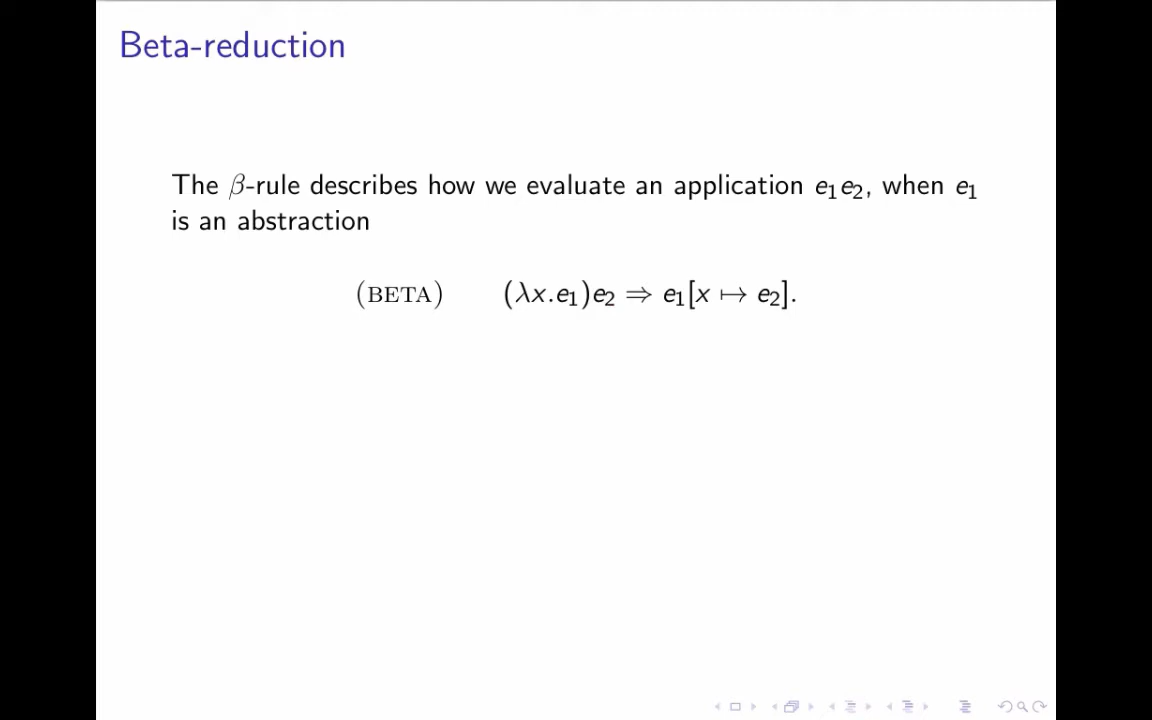 Beta-reduction
The β-rule describes how we evaluate an application e₁e₂, when e₁
is an abstraction
(BETA) (λx.e₁)e₂ ⇒ e₁[x ↦ e₂].